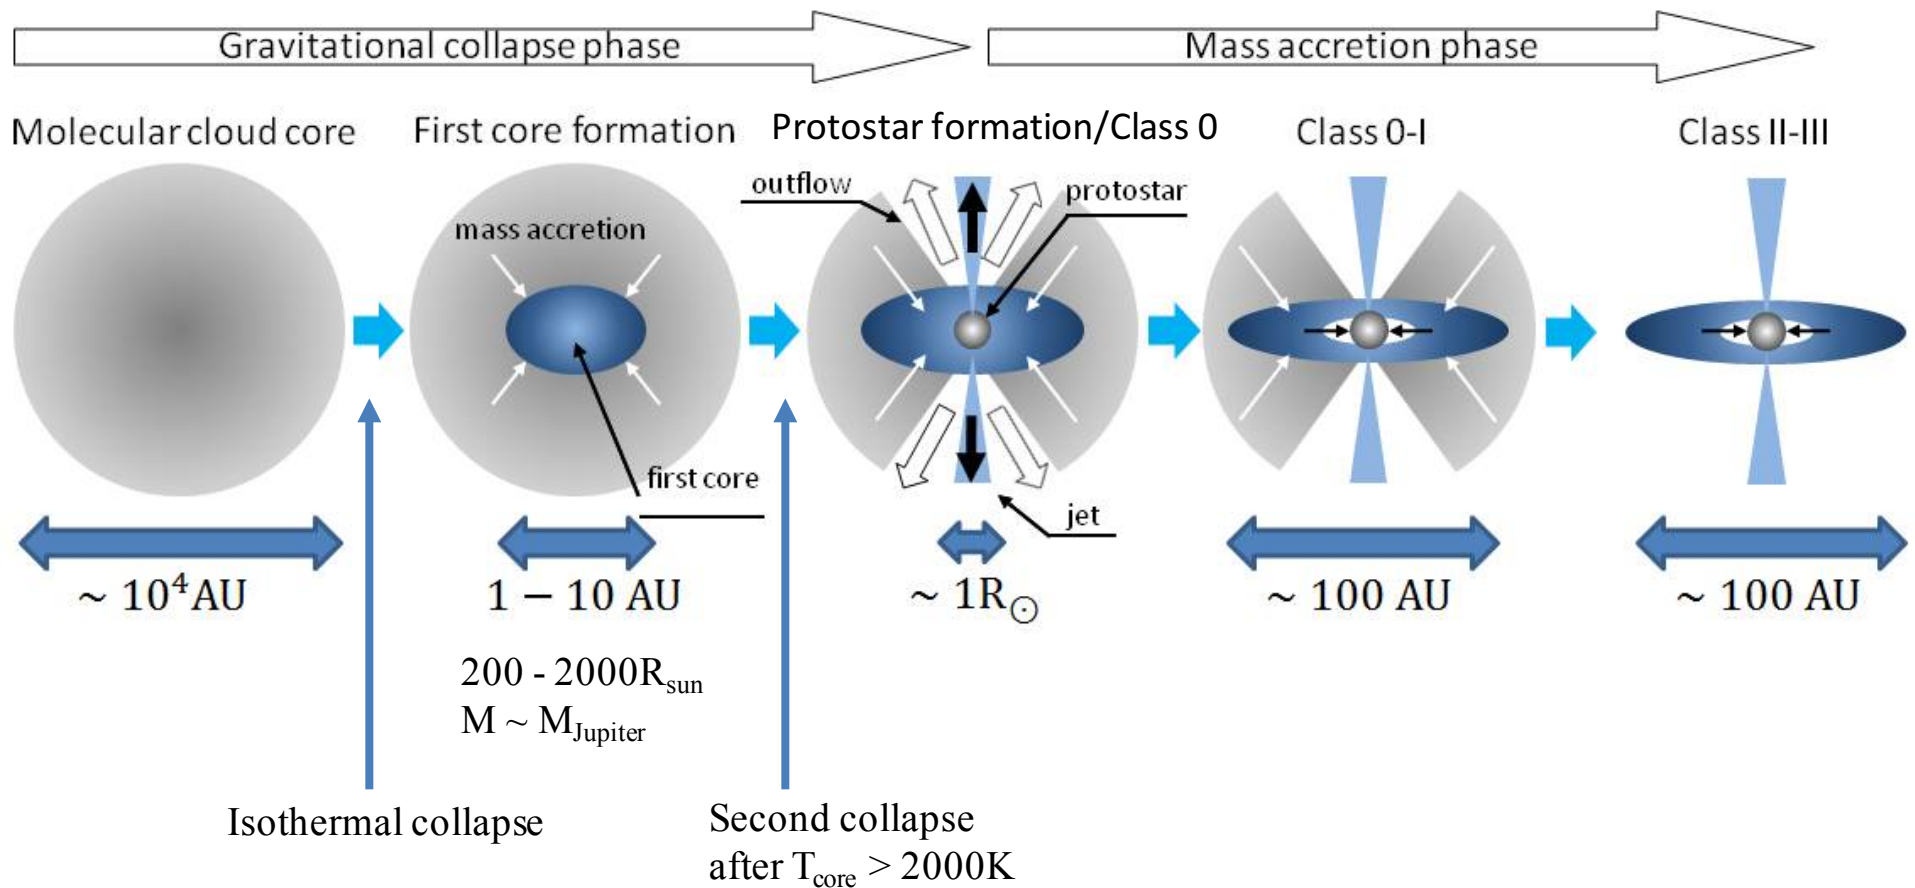 Gravitational collapse phase
Mass accretion phase
Molecular cloud core
First core formation
Protostar formation/Class 0
Class 0-I
Class II-III
outflow
protostar
mass accretion
first core
jet
~ 10⁴AU
1 − 10 AU
~ 1R☉
~ 100 AU
~ 100 AU
200 - 2000Rsun
M ~ MJupiter
Isothermal collapse
Second collapse
after Tcore > 2000K